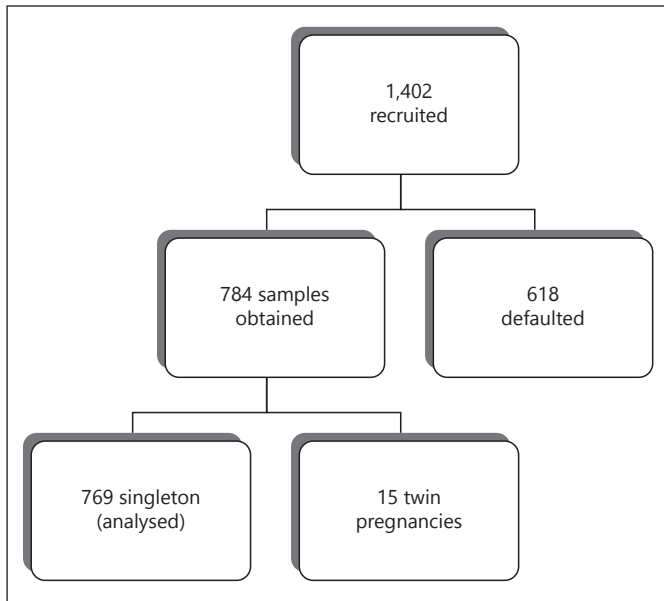 1,402
recruited
784 samples
obtained
618
defaulted
769 singleton
(analysed)
15 twin
pregnancies